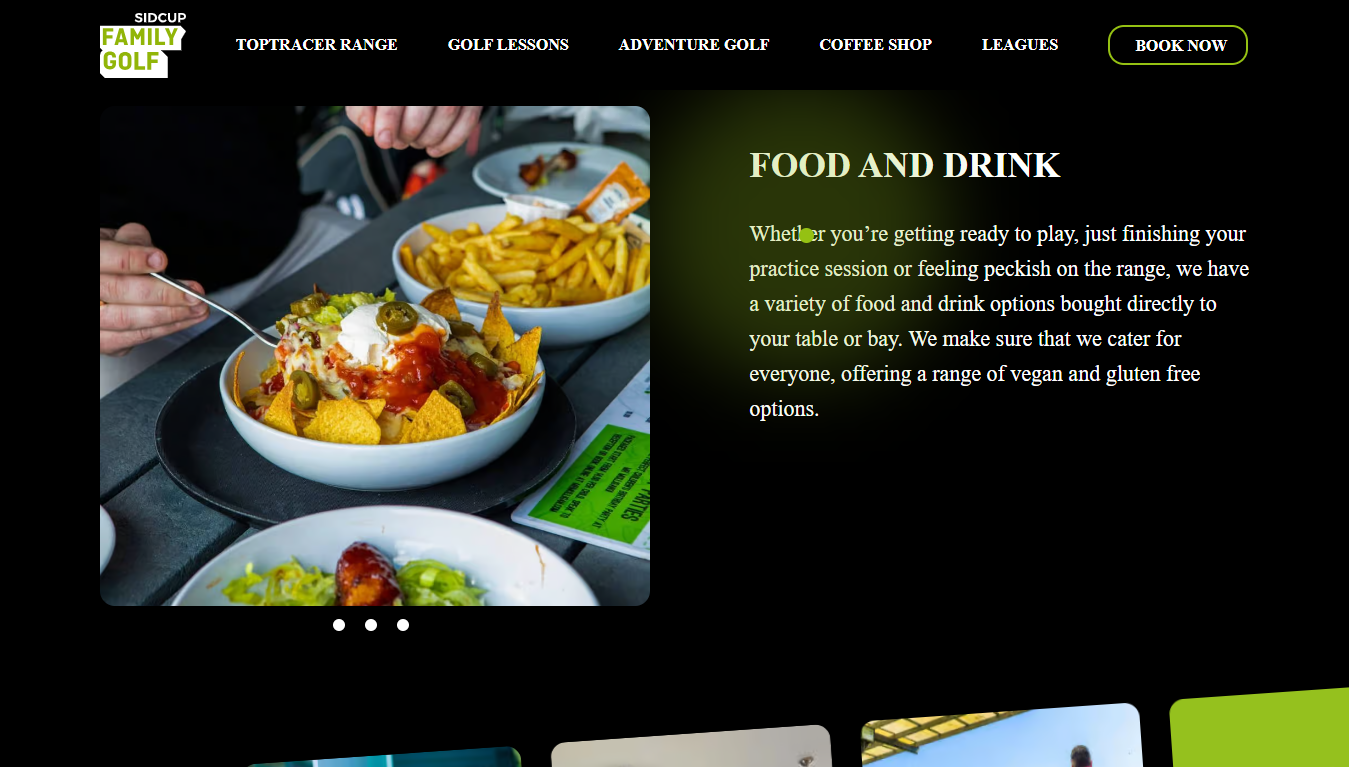 SIDCUP
FAMILY
GOLF
TOPTRACER RANGE
GOLF LESSONS
ADVENTURE GOLF
COFFEE SHOP
LEAGUES
BOOK NOW
FOOD AND DRINK
Whether you’re getting ready to play, just finishing your
practice session or feeling peckish on the range, we have
a variety of food and drink options bought directly to
your table or bay. We make sure that we cater for
everyone, offering a range of vegan and gluten free
options.
PARTIES